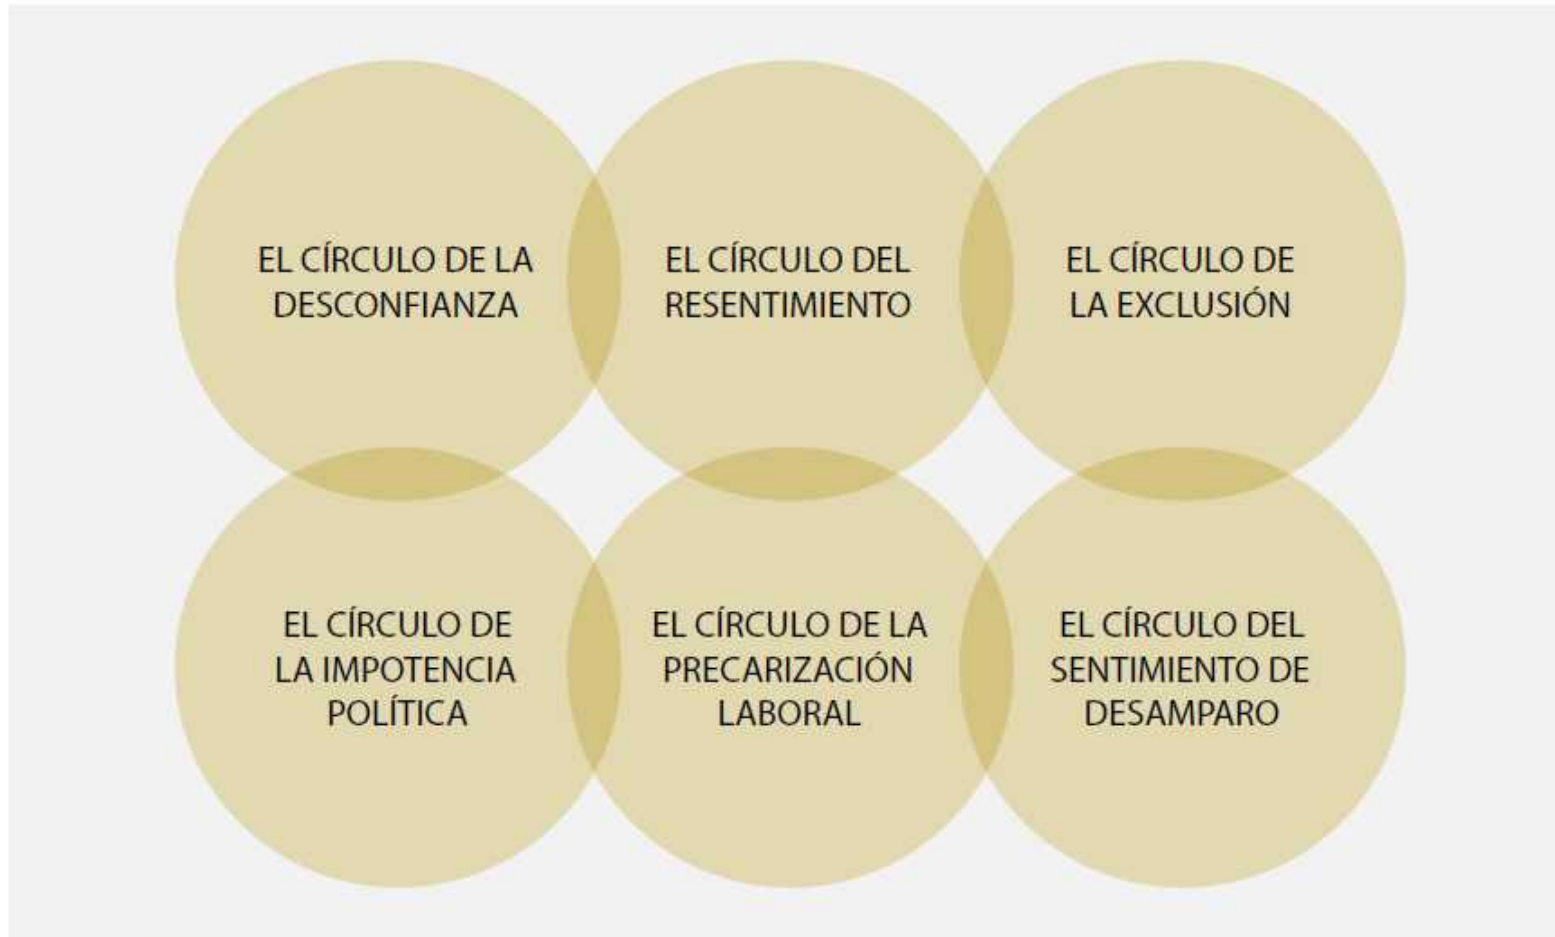 EL CÍRCULO DE LA
DESCONFIANZA
EL CÍRCULO DEL
RESENTIMIENTO
EL CÍRCULO DE
LA EXCLUSIÓN
EL CÍRCULO DE
LA IMPOTENCIA
POLÍTICA
EL CÍRCULO DE LA
PRECARIZACIÓN
LABORAL
EL CÍRCULO DEL
SENTIMIENTO DE
DESAMPARO